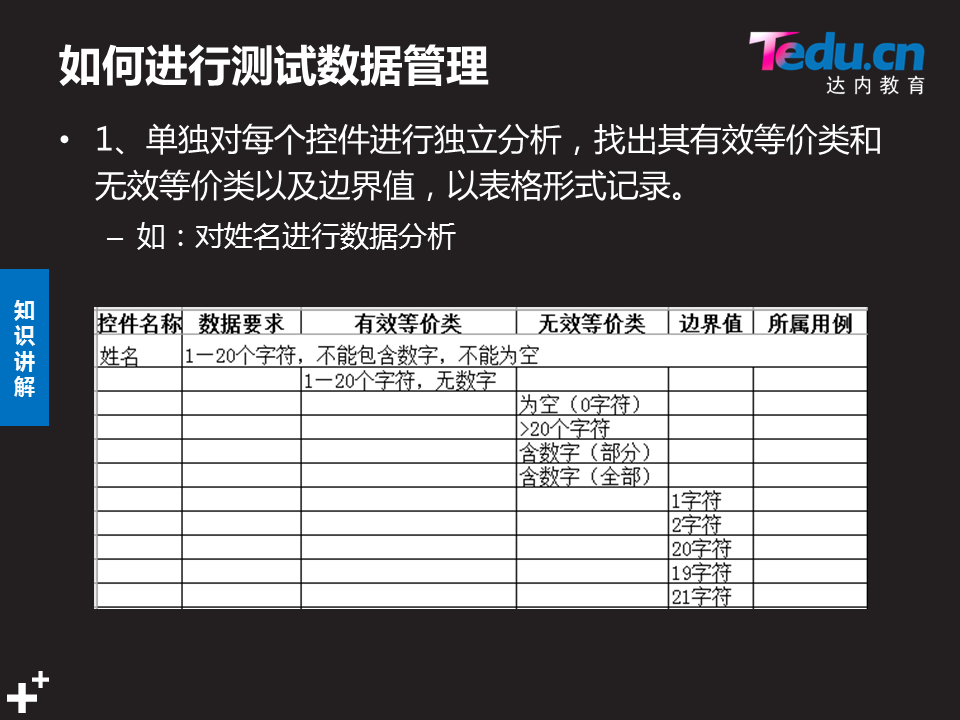 如何进行测试数据管理
Tedu.cn
达内教育
• 1、单独对每个控件进行独立分析，找出其有效等价类和
无效等价类以及边界值，以表格形式记录。
– 如：对姓名进行数据分析
知
识
讲
解
控件名称 数据要求 有效等价类 无效等价类 边界值 所属用例
姓名 1—20个字符，不能包含数字，不能为空
1—20个字符，无数字
为空（0字符）
>20个字符
含数字（部分）
含数字（全部）
1字符
2字符
20字符
19字符
21字符